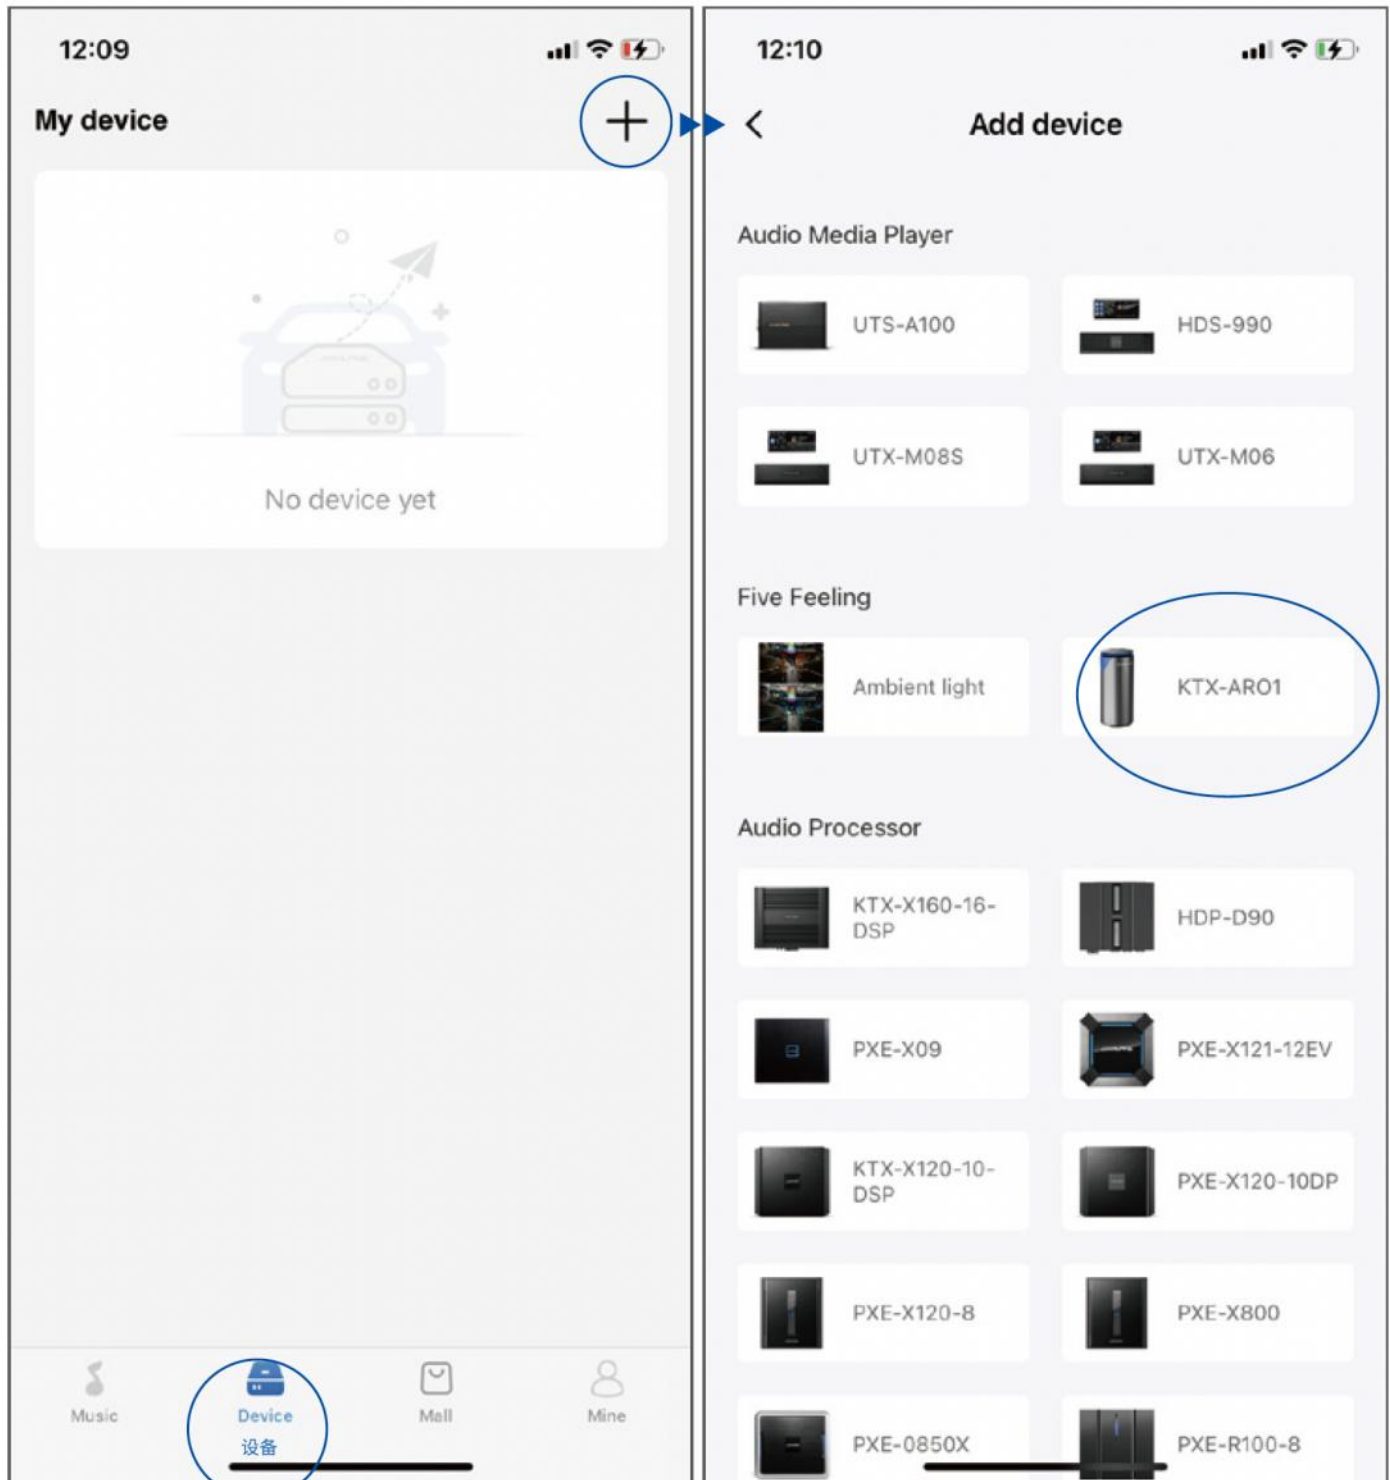 12:09
My device
No device yet
Music
Device
Mall
Mine
设备
12:10
Add device
Audio Media Player
UTS-A100
HDS-990
UTX-M08S
UTX-M06
Five Feeling
Ambient light
KTX-ARO1
Audio Processor
KTX-X160-16-
DSP
HDP-D90
PXE-X09
PXE-X121-12EV
KTX-X120-10-
DSP
PXE-X120-10DP
PXE-X120-8
PXE-X800
PXE-0850X
PXE-R100-8